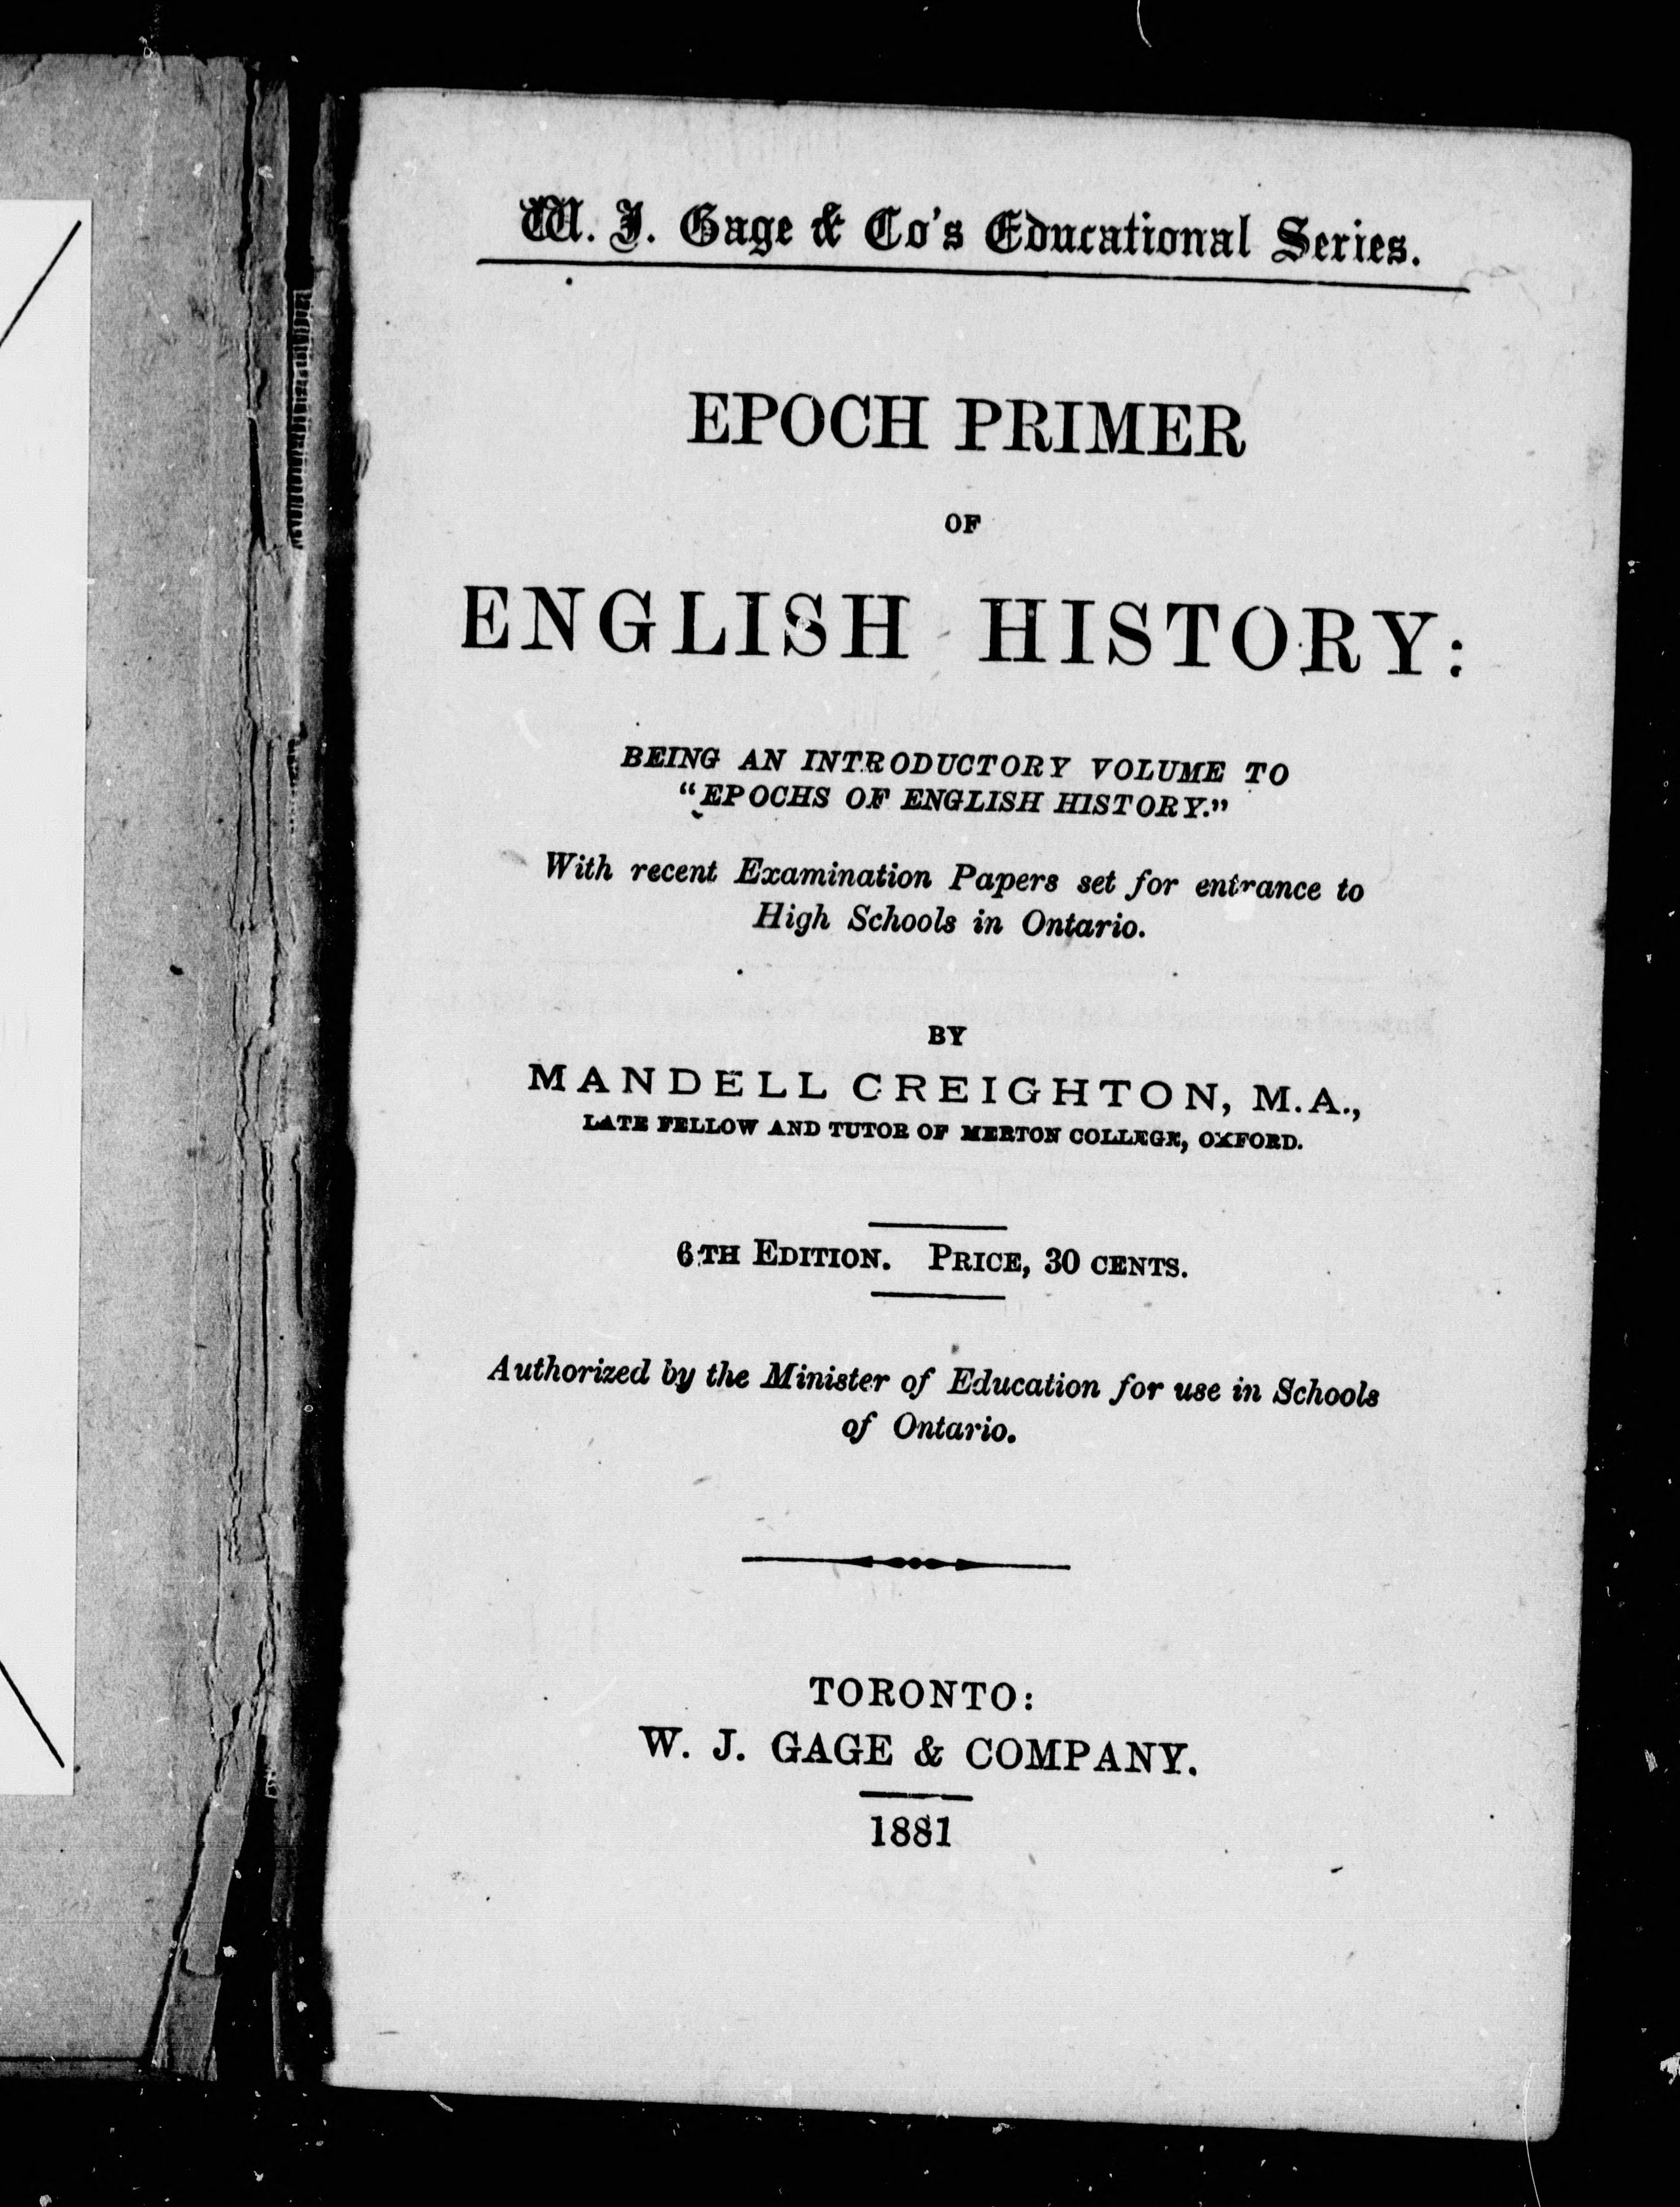 W. J. Gage & Co's Educational Series.
EPOCH PRIMER
OF
ENGLISH HISTORY:
BEING AN INTRODUCTORY VOLUME TO
"EPOCHS OF ENGLISH HISTORY."
With recent Examination Papers set for entrance to
High Schools in Ontario.
BY
MANDELL CREIGHTON, M.A.,
LATE FELLOW AND TUTOR OF MERTON COLLEGE, OXFORD.
6TH EDITION. PRICE, 30 CENTS.
Authorized by the Minister of Education for use in Schools
of Ontario.
TORONTO:
W. J. GAGE & COMPANY.
1881